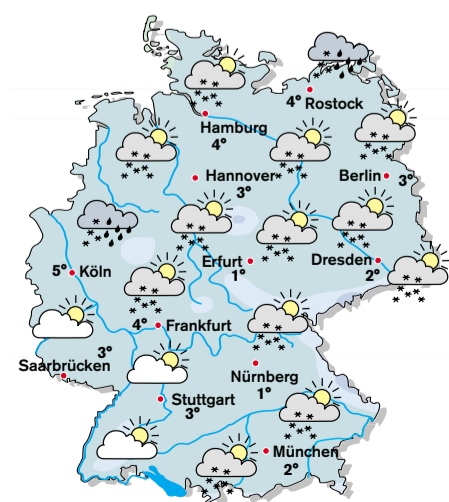 4° Rostock
Hamburg
4°
Hannover
3°
Berlin
3°
Erfurt
1°
Dresden
2°
5° Köln
4° Frankfurt
3°
Saarbrücken
Nürnberg
1°
Stuttgart
3°
München
2°